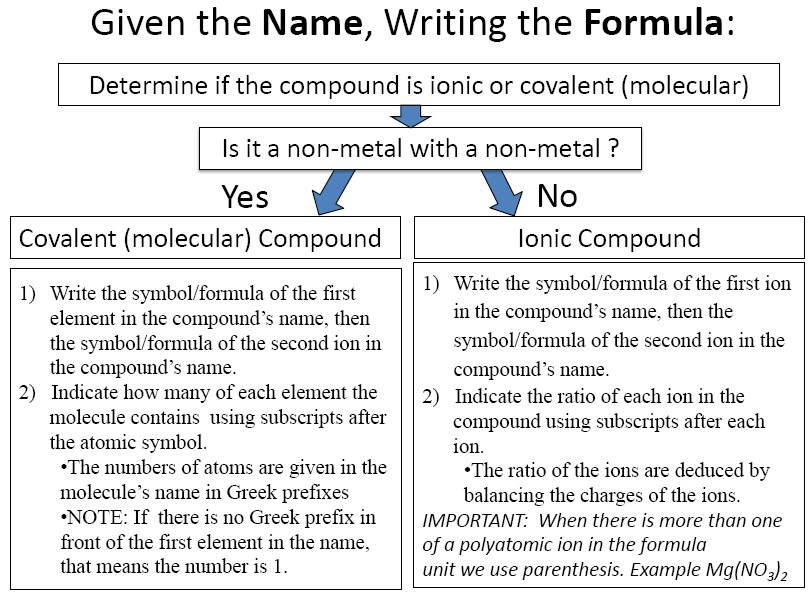 Given the Name, Writing the Formula:
Determine if the compound is ionic or covalent (molecular)
Is it a non-metal with a non-metal ?
Yes
No
Covalent (molecular) Compound
1) Write the symbol/formula of the first
element in the compound's name, then
the symbol/formula of the second ion in
the compound's name.
2) Indicate how many of each element the
molecule contains using subscripts after
the atomic symbol.
•The numbers of atoms are given in the
molecule's name in Greek prefixes
•NOTE: If there is no Greek prefix in
front of the first element in the name,
that means the number is 1.
Ionic Compound
1) Write the symbol/formula of the first ion
in the compound's name, then the
symbol/formula of the second ion in the
compound's name.
2) Indicate the ratio of each ion in the
compound using subscripts after each
ion.
•The ratio of the ions are deduced by
balancing the charges of the ions.
IMPORTANT: When there is more than one
of a polyatomic ion in the formula
unit we use parenthesis. Example Mg(NO₃)₂